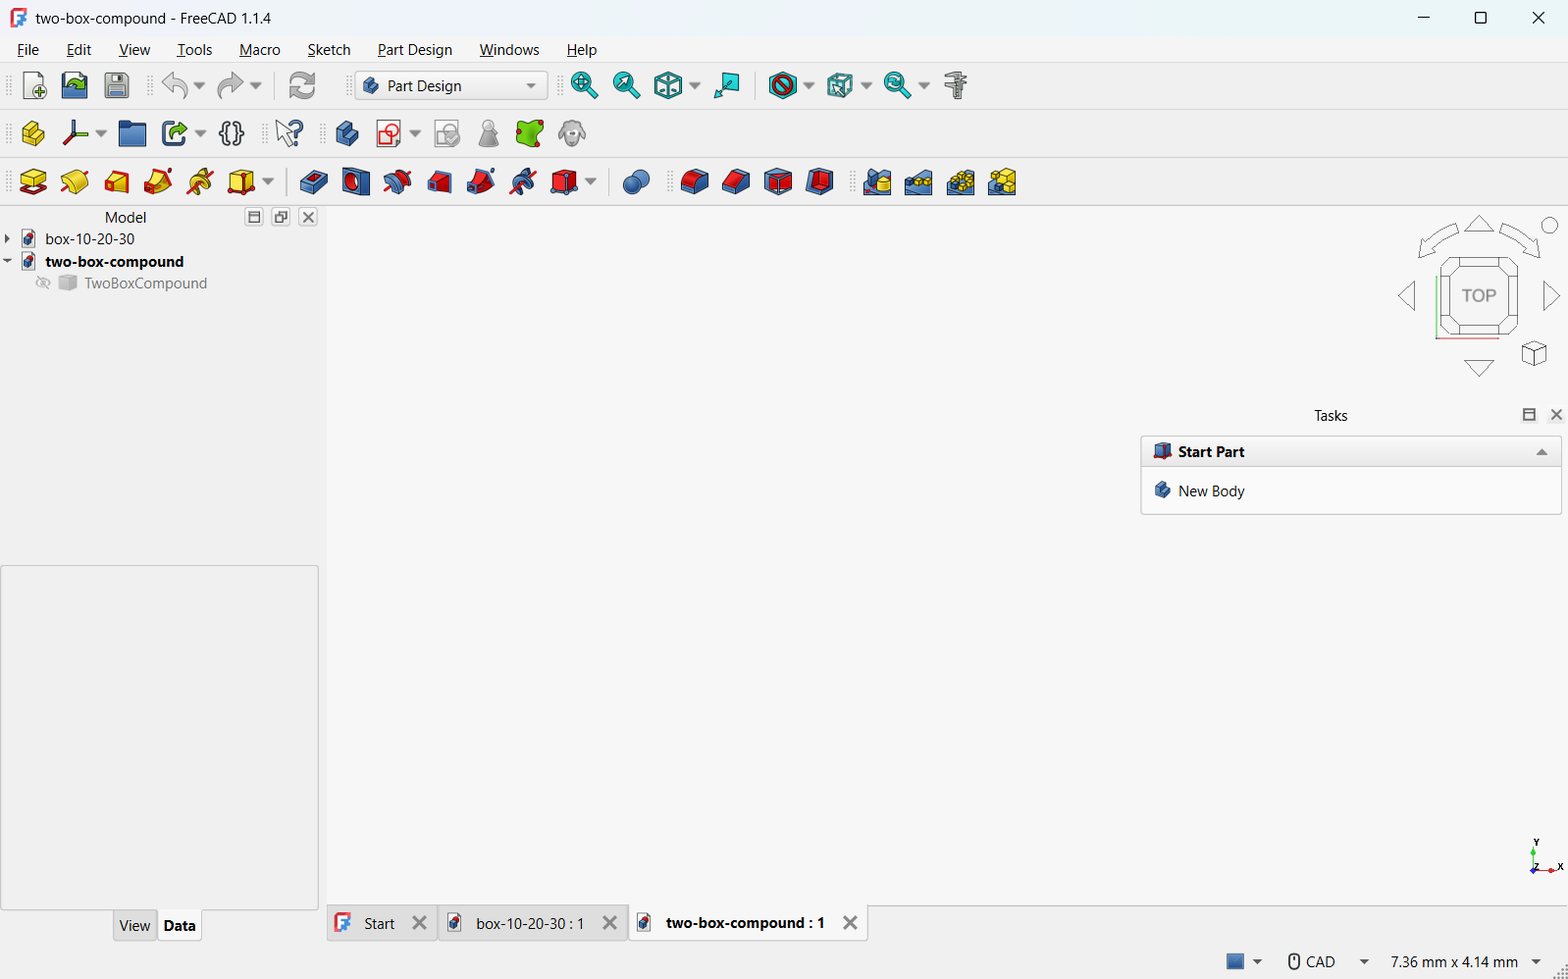 two-box-compound - FreeCAD 1.1.4
File Edit View Tools Macro Sketch Part Design Windows Help
Part Design
Model
box-10-20-30
two-box-compound
TwoBoxCompound
TOP
Tasks
Start Part
New Body
Y
Z X
View Data
Start box-10-20-30 : 1 two-box-compound : 1
CAD 7.36 mm x 4.14 mm